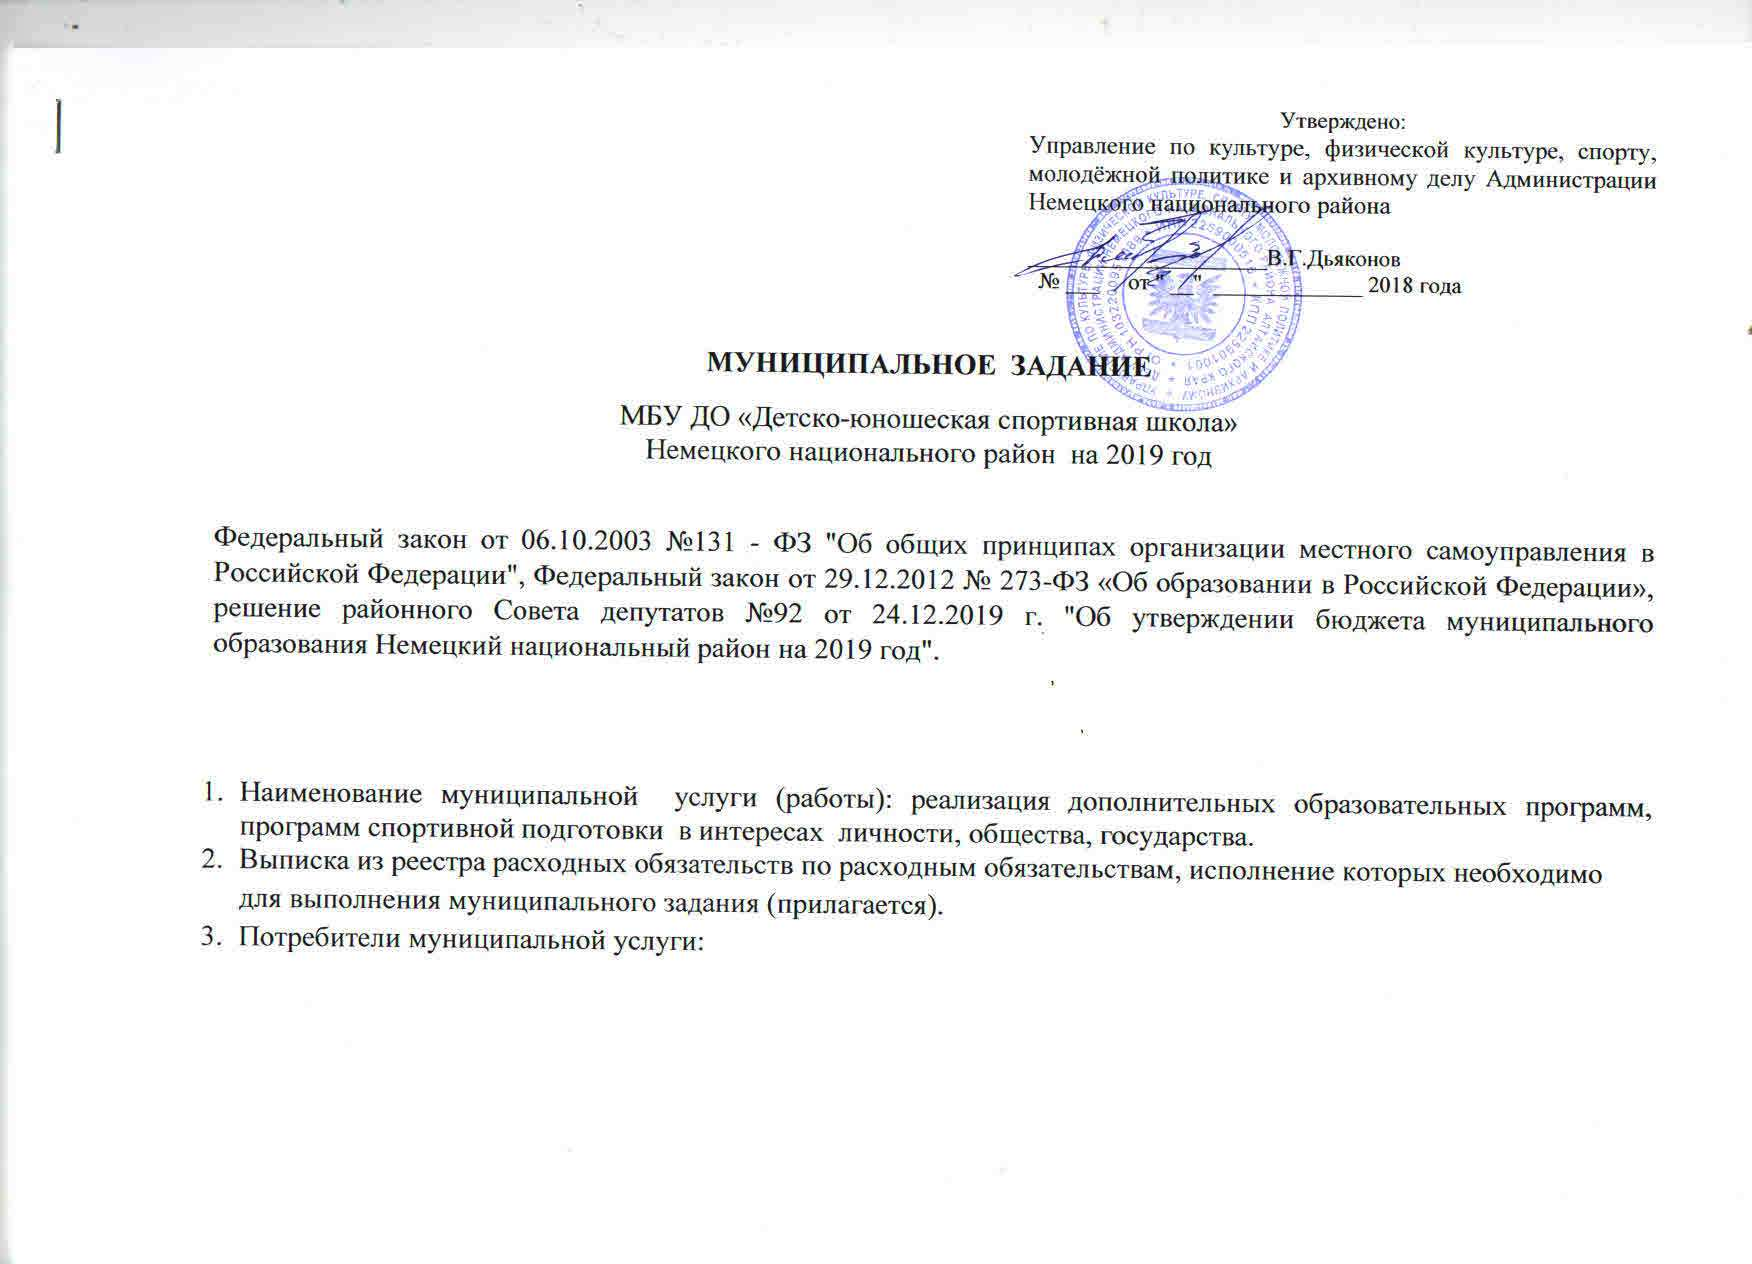 Утверждено:
Управление по культуре, физической культуре, спорту,
молодёжной политике и архивному делу Администрации
Немецкого национального района
____________________В.Г.Дьяконов
№ ___ от "__" _____________ 2018 года
МУНИЦИПАЛЬНОЕ ЗАДАНИЕ
МБУ ДО «Детско-юношеская спортивная школа»
Немецкого национального район на 2019 год
Федеральный закон от 06.10.2003 №131 - ФЗ "Об общих принципах организации местного самоуправления в
Российской Федерации", Федеральный закон от 29.12.2012 № 273-ФЗ «Об образовании в Российской Федерации»,
решение районного Совета депутатов №92 от 24.12.2019 г. "Об утверждении бюджета муниципального
образования Немецкий национальный район на 2019 год".
1. Наименование муниципальной услуги (работы): реализация дополнительных образовательных программ,
программ спортивной подготовки в интересах личности, общества, государства.
2. Выписка из реестра расходных обязательств по расходным обязательствам, исполнение которых необходимо
для выполнения муниципального задания (прилагается).
3. Потребители муниципальной услуги: